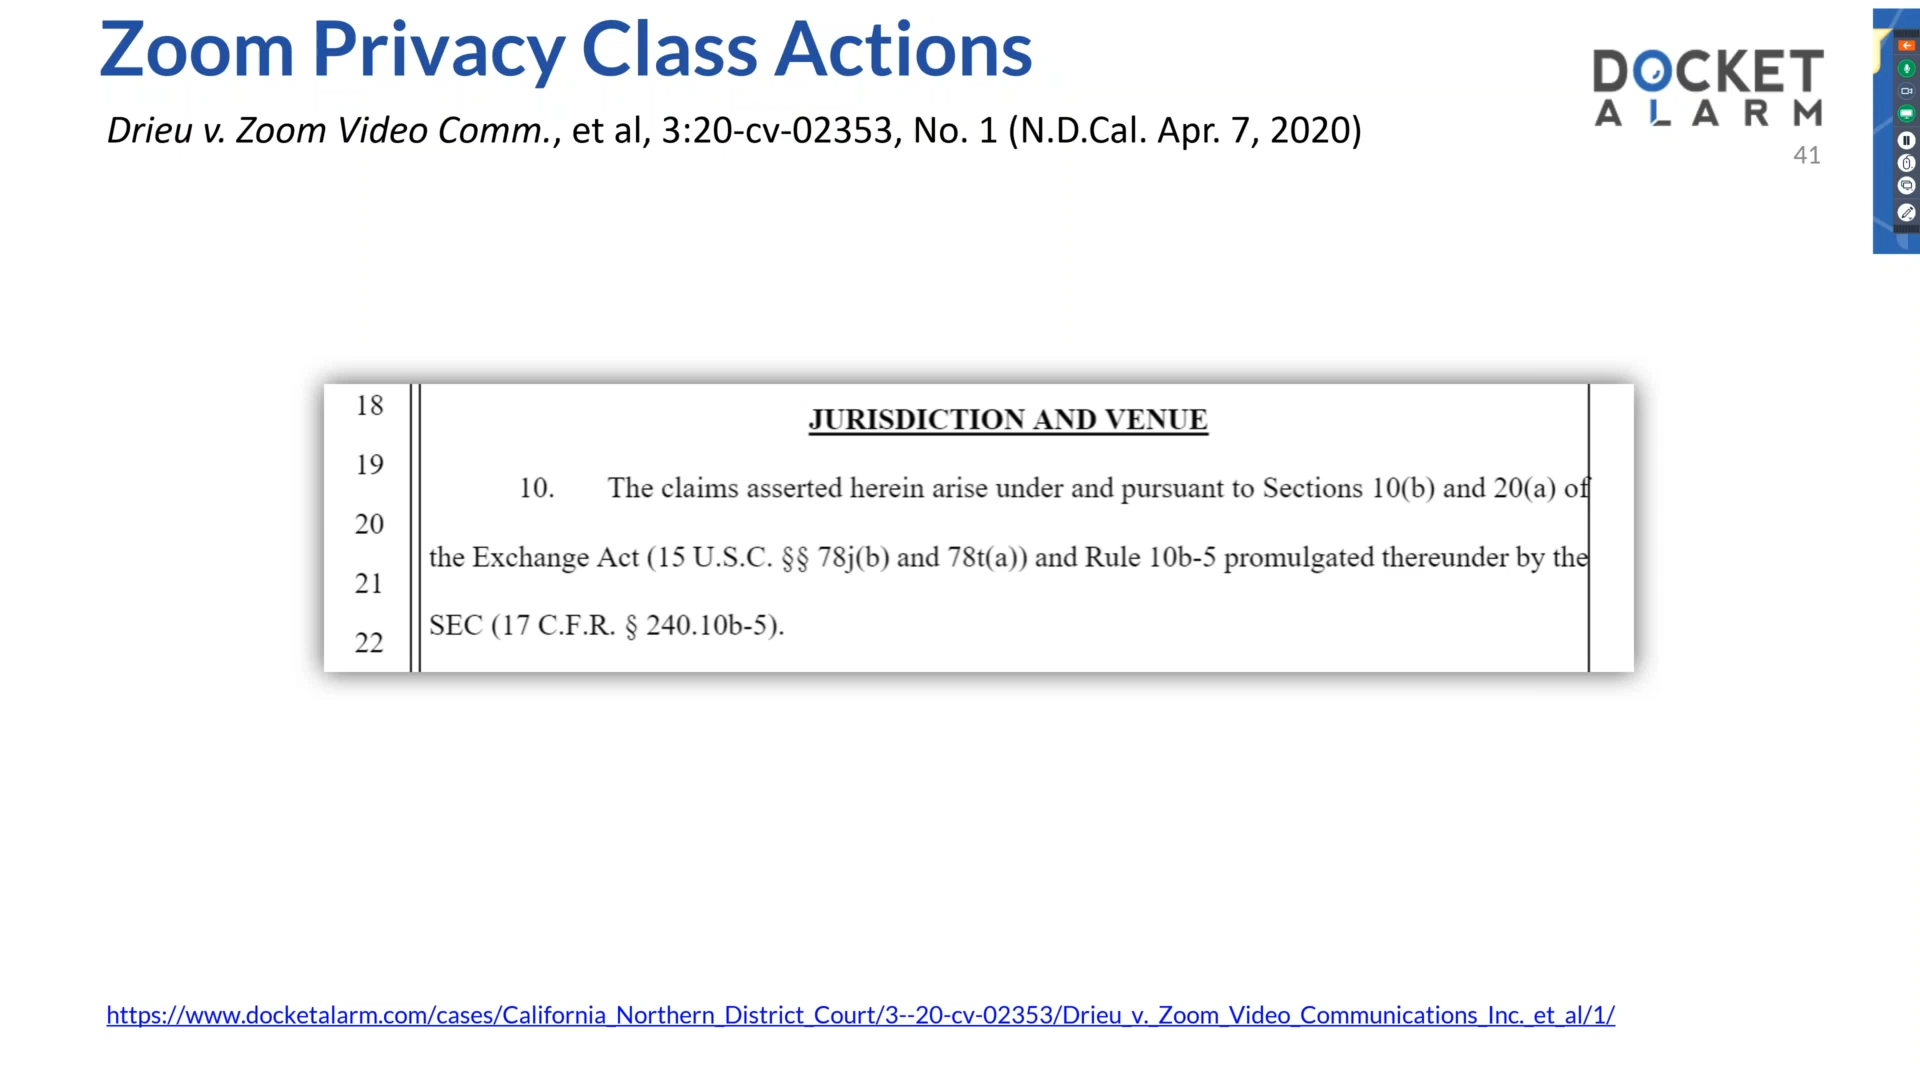 Zoom Privacy Class Actions
DOCKET
ALARM
Drieu v. Zoom Video Comm., et al, 3:20-cv-02353, No. 1 (N.D.Cal. Apr. 7, 2020)
41
18
JURISDICTION AND VENUE
19
10. The claims asserted herein arise under and pursuant to Sections 10(b) and 20(a) of
20
the Exchange Act (15 U.S.C. §§ 78j(b) and 78t(a)) and Rule 10b-5 promulgated thereunder by the
21
SEC (17 C.F.R. § 240.10b-5).
22
https://www.docketalarm.com/cases/California_Northern_District_Court/3--20-cv-02353/Drieu_v._Zoom_Video_Communications_Inc._et_al/1/